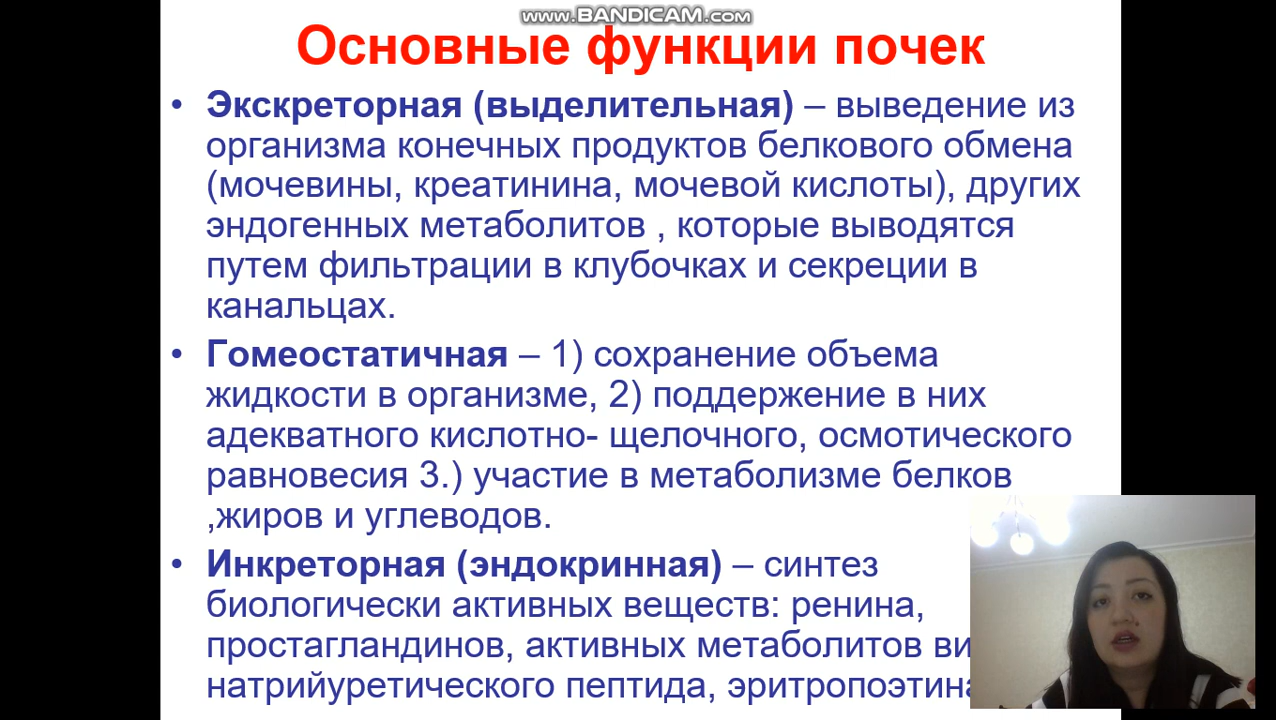 www.BANDICAM.com
Основные функции почек
• Экскреторная (выделительная) – выведение из
организма конечных продуктов белкового обмена
(мочевины, креатинина, мочевой кислоты), других
эндогенных метаболитов , которые выводятся
путем фильтрации в клубочках и секреции в
канальцах.
• Гомеостатичная – 1) сохранение объема
жидкости в организме, 2) поддержение в них
адекватного кислотно- щелочного, осмотического
равновесия 3.) участие в метаболизме белков
,жиров и углеводов.
• Инкреторная (эндокринная) – синтез
биологически активных веществ: ренина,
простагландинов, активных метаболитов
натрийуретического пептида, эритропоэтина